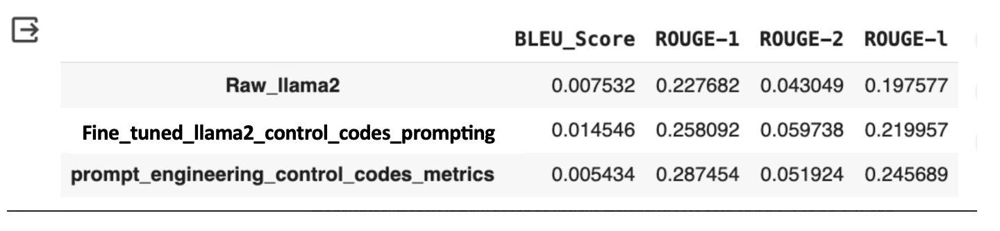 BLEU_Score ROUGE-1 ROUGE-2 ROUGE-l
Raw_llama2 0.007532 0.227682 0.043049 0.197577
Fine_tuned_llama2_control_codes_prompting 0.014546 0.258092 0.059738 0.219957
prompt_engineering_control_codes_metrics 0.005434 0.287454 0.051924 0.245689